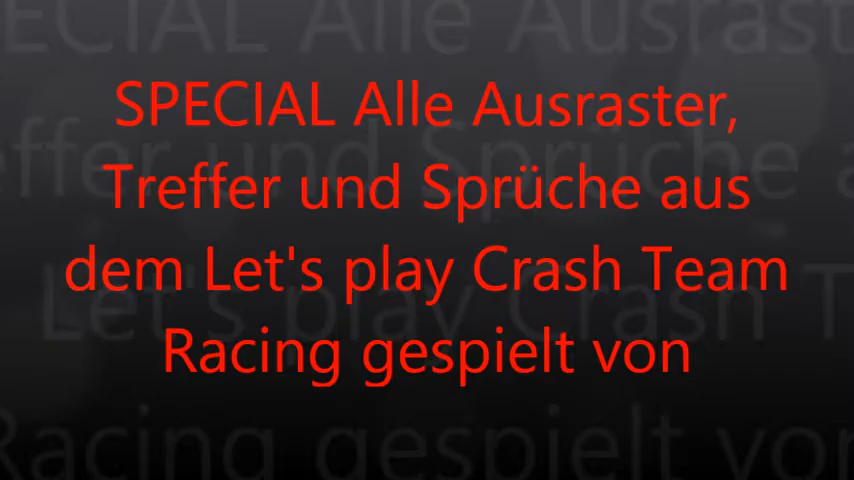 SPECIAL Alle Ausraster,
Treffer und Sprüche aus
dem Let's play Crash Team
Racing gespielt von